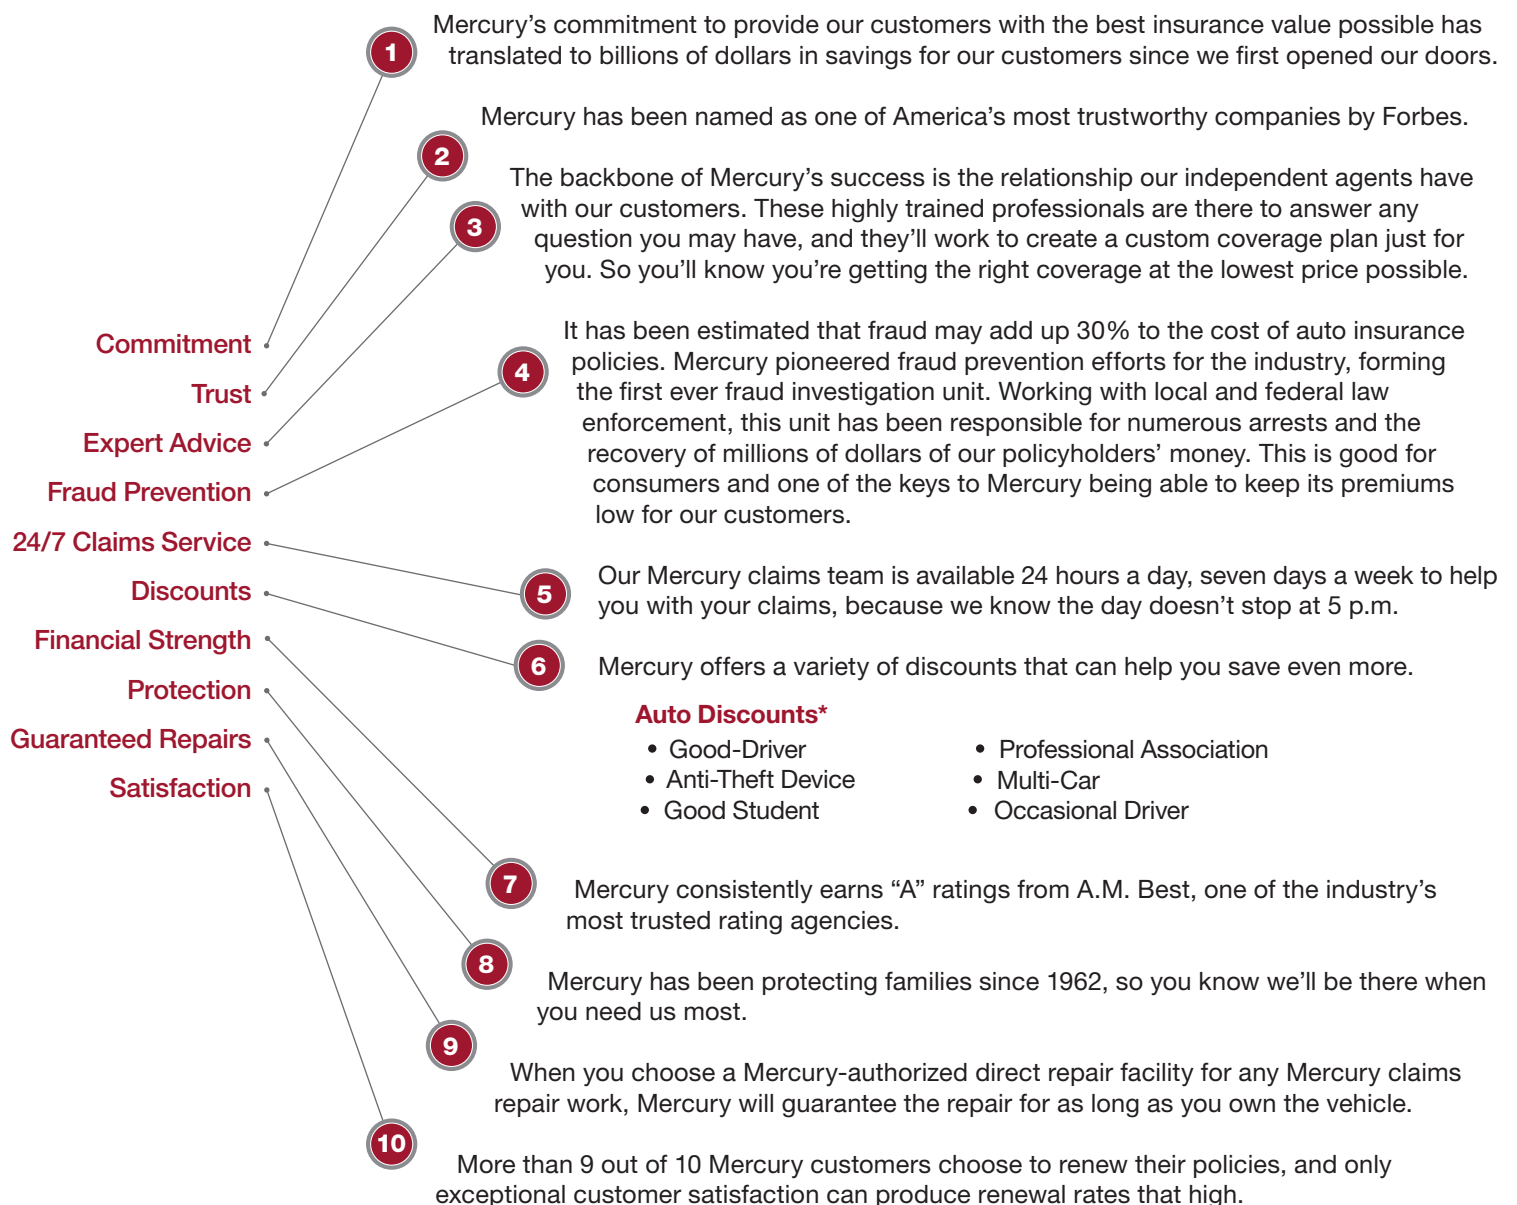 1
Mercury’s commitment to provide our customers with the best insurance value possible has
translated to billions of dollars in savings for our customers since we first opened our doors.
2
Mercury has been named as one of America’s most trustworthy companies by Forbes.
3
The backbone of Mercury’s success is the relationship our independent agents have
with our customers. These highly trained professionals are there to answer any
question you may have, and they’ll work to create a custom coverage plan just for
you. So you’ll know you’re getting the right coverage at the lowest price possible.
Commitment
Trust
Expert Advice
Fraud Prevention
24/7 Claims Service
Discounts
Financial Strength
Protection
Guaranteed Repairs
Satisfaction
4
It has been estimated that fraud may add up 30% to the cost of auto insurance
policies. Mercury pioneered fraud prevention efforts for the industry, forming
the first ever fraud investigation unit. Working with local and federal law
enforcement, this unit has been responsible for numerous arrests and the
recovery of millions of dollars of our policyholders’ money. This is good for
consumers and one of the keys to Mercury being able to keep its premiums
low for our customers.
5
Our Mercury claims team is available 24 hours a day, seven days a week to help
you with your claims, because we know the day doesn’t stop at 5 p.m.
6
Mercury offers a variety of discounts that can help you save even more.
Auto Discounts*
• Good-Driver
• Anti-Theft Device
• Good Student
• Professional Association
• Multi-Car
• Occasional Driver
7
Mercury consistently earns “A” ratings from A.M. Best, one of the industry’s
most trusted rating agencies.
8
Mercury has been protecting families since 1962, so you know we’ll be there when
you need us most.
9
When you choose a Mercury-authorized direct repair facility for any Mercury claims
repair work, Mercury will guarantee the repair for as long as you own the vehicle.
10
More than 9 out of 10 Mercury customers choose to renew their policies, and only
exceptional customer satisfaction can produce renewal rates that high.